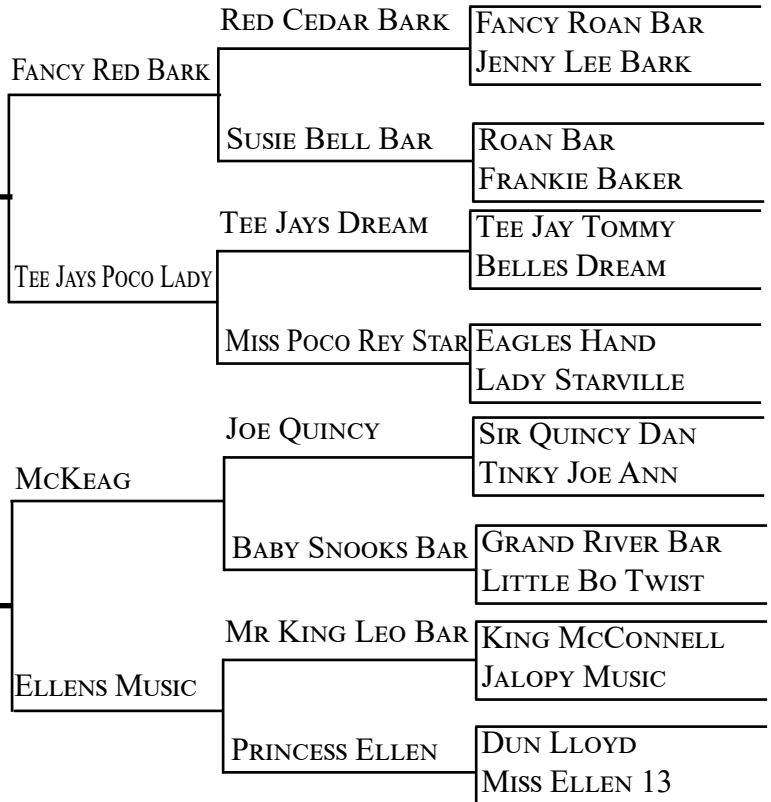 Red Cedar Bark
Fancy Roan Bar
Jenny Lee Bark
Fancy Red Bark
Susie Bell Bar
Roan Bar
Frankie Baker
Tee Jays Dream
Tee Jay Tommy
Belles Dream
Tee Jays Poco Lady
Miss Poco Rey Star
Eagles Hand
Lady Starville
Joe Quincy
Sir Quincy Dan
Tinky Joe Ann
McKeag
Baby Snooks Bar
Grand River Bar
Little Bo Twist
Mr King Leo Bar
King McConnell
Jalopy Music
Ellens Music
Princess Ellen
Dun Lloyd
Miss Ellen 13